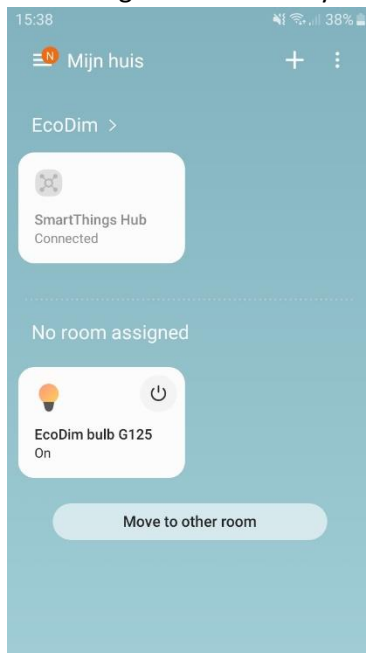 15:38
38%
N
Mijn huis
EcoDim >
SmartThings Hub
Connected
No room assigned
EcoDim bulb G125
On
Move to other room